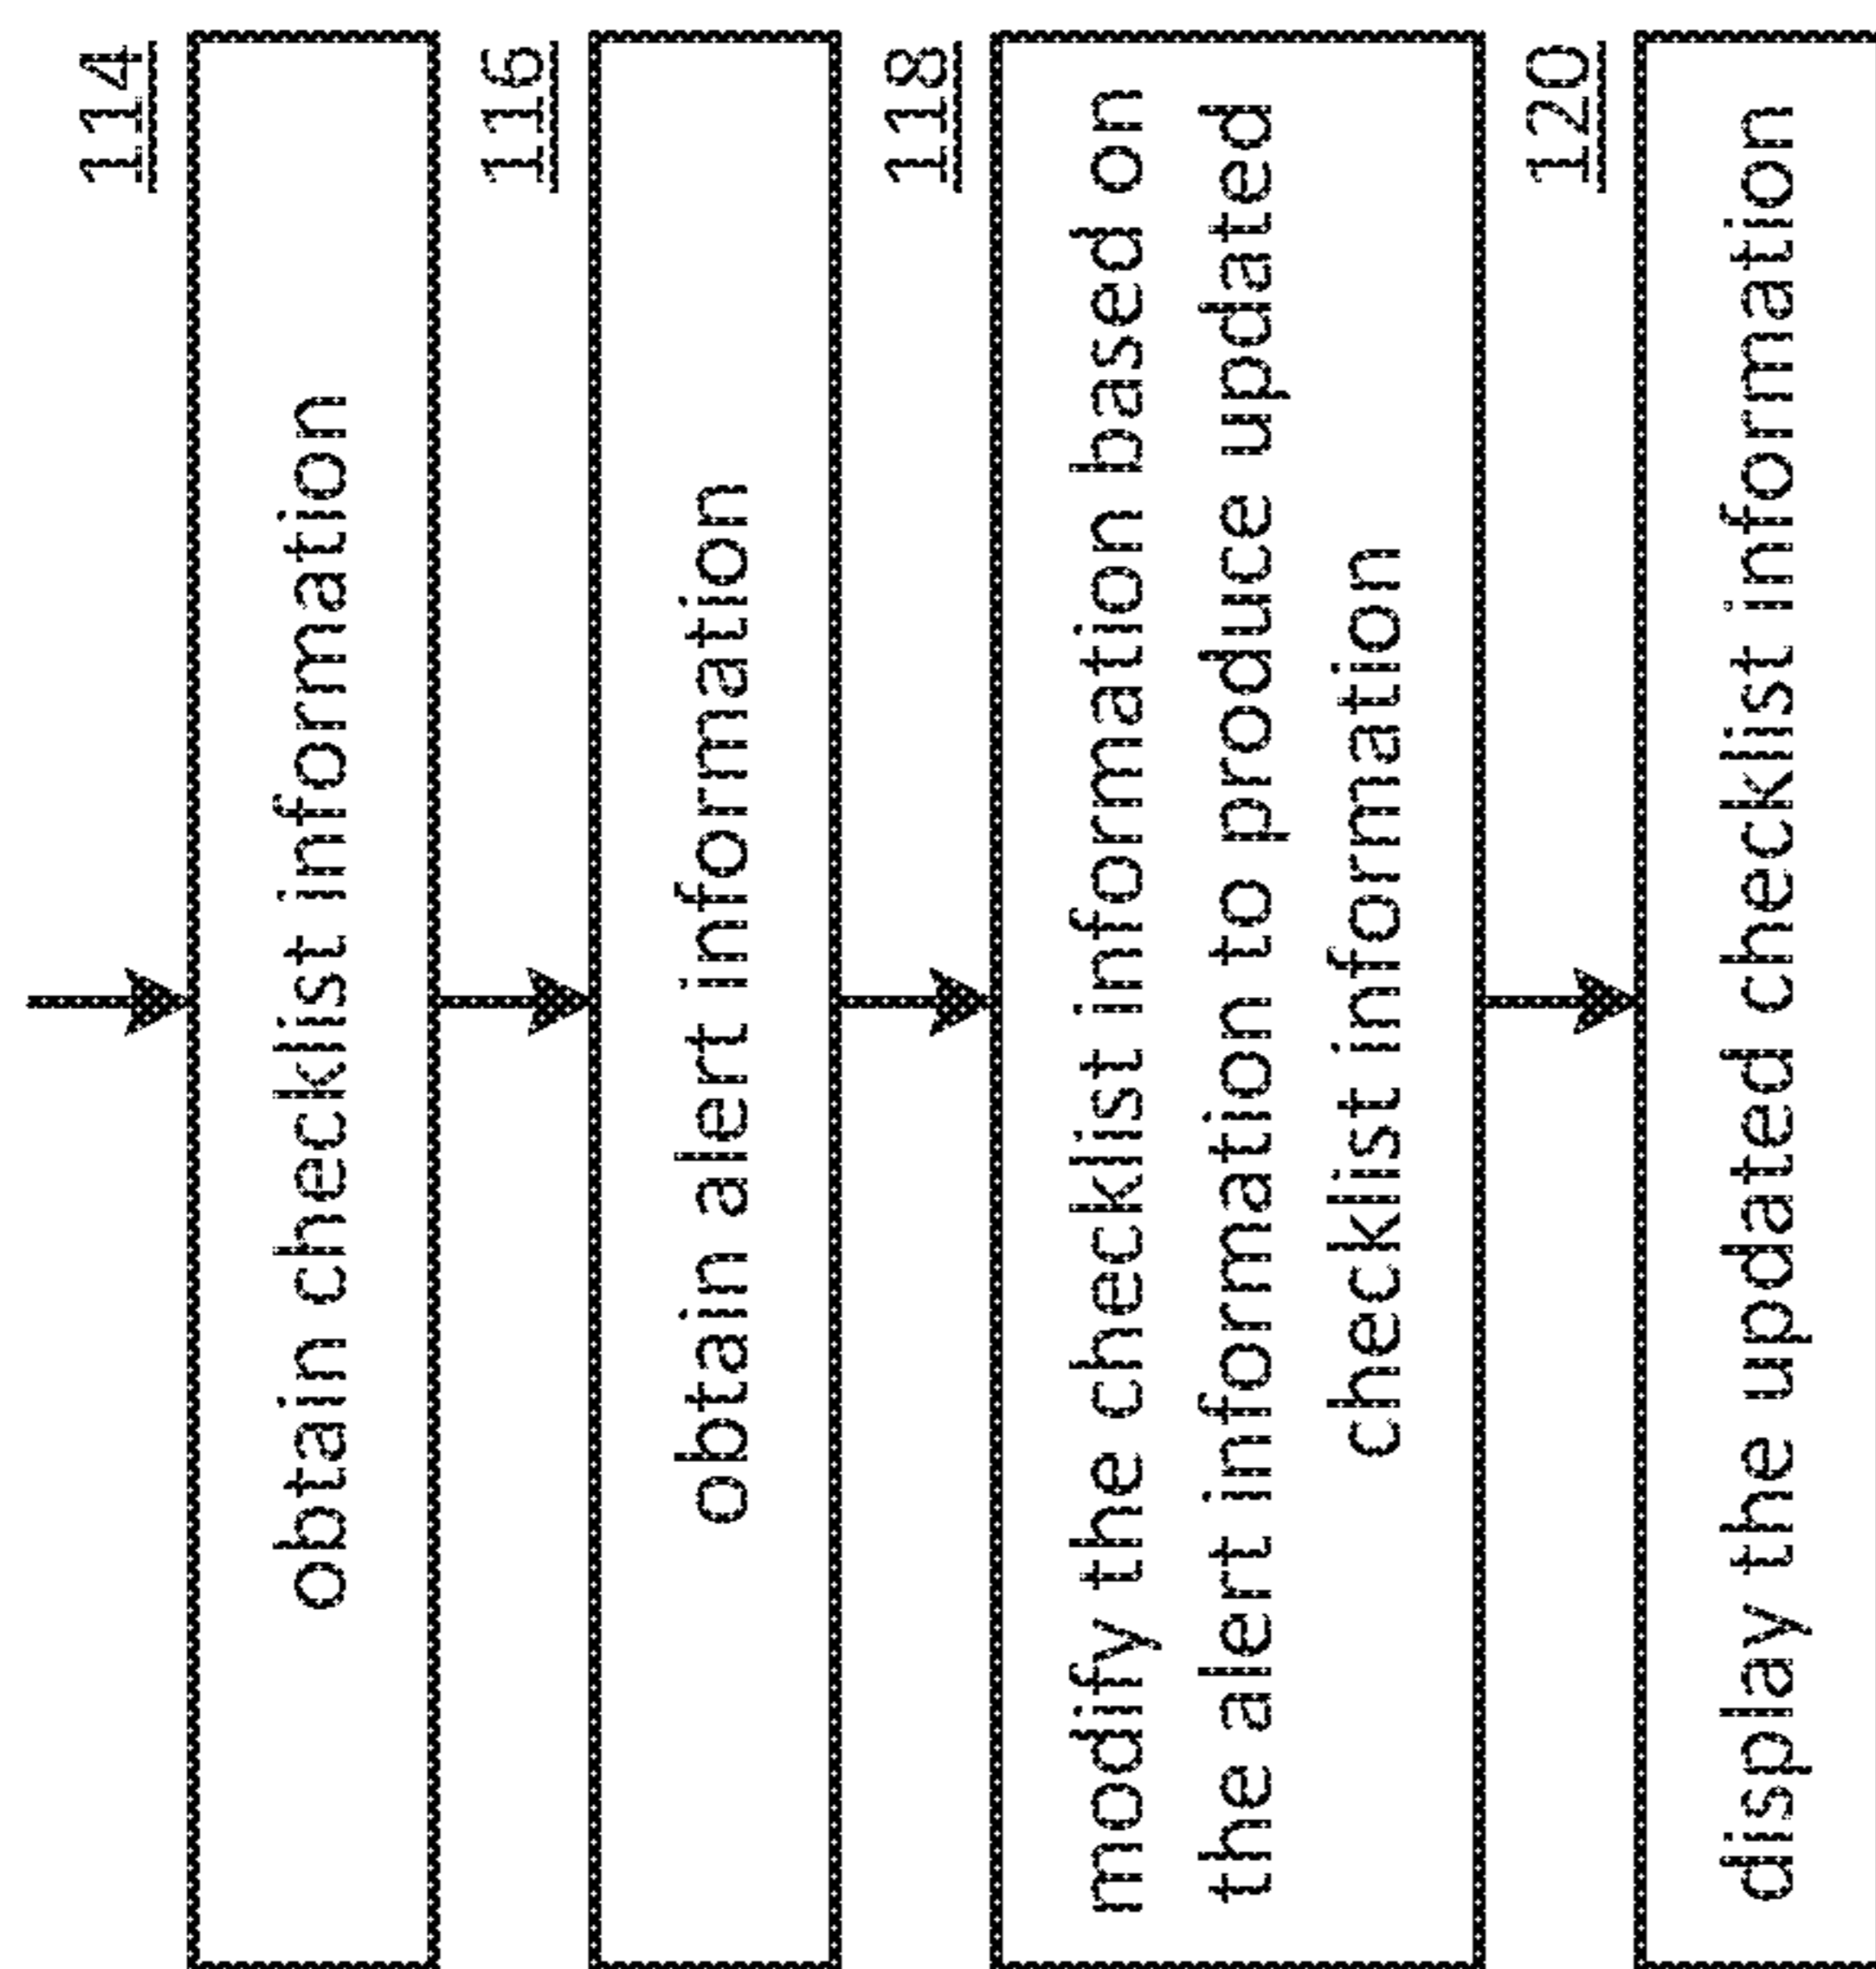 114
obtain checklist information
116
obtain alert information
118
modify the checklist information based on
the alert information to produce updated
checklist information
120
display the updated checklist information